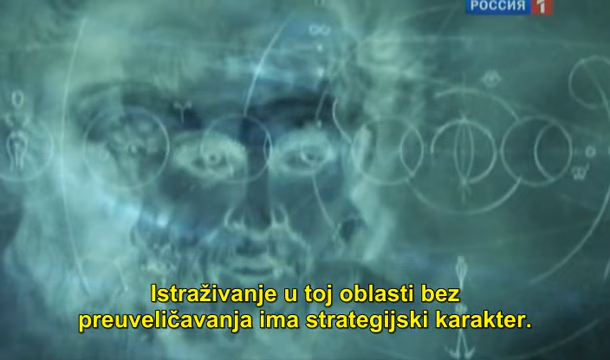 РОССИЯ 1
Istraživanje u toj oblasti bez
preuveličavanja ima strategijski karakter.